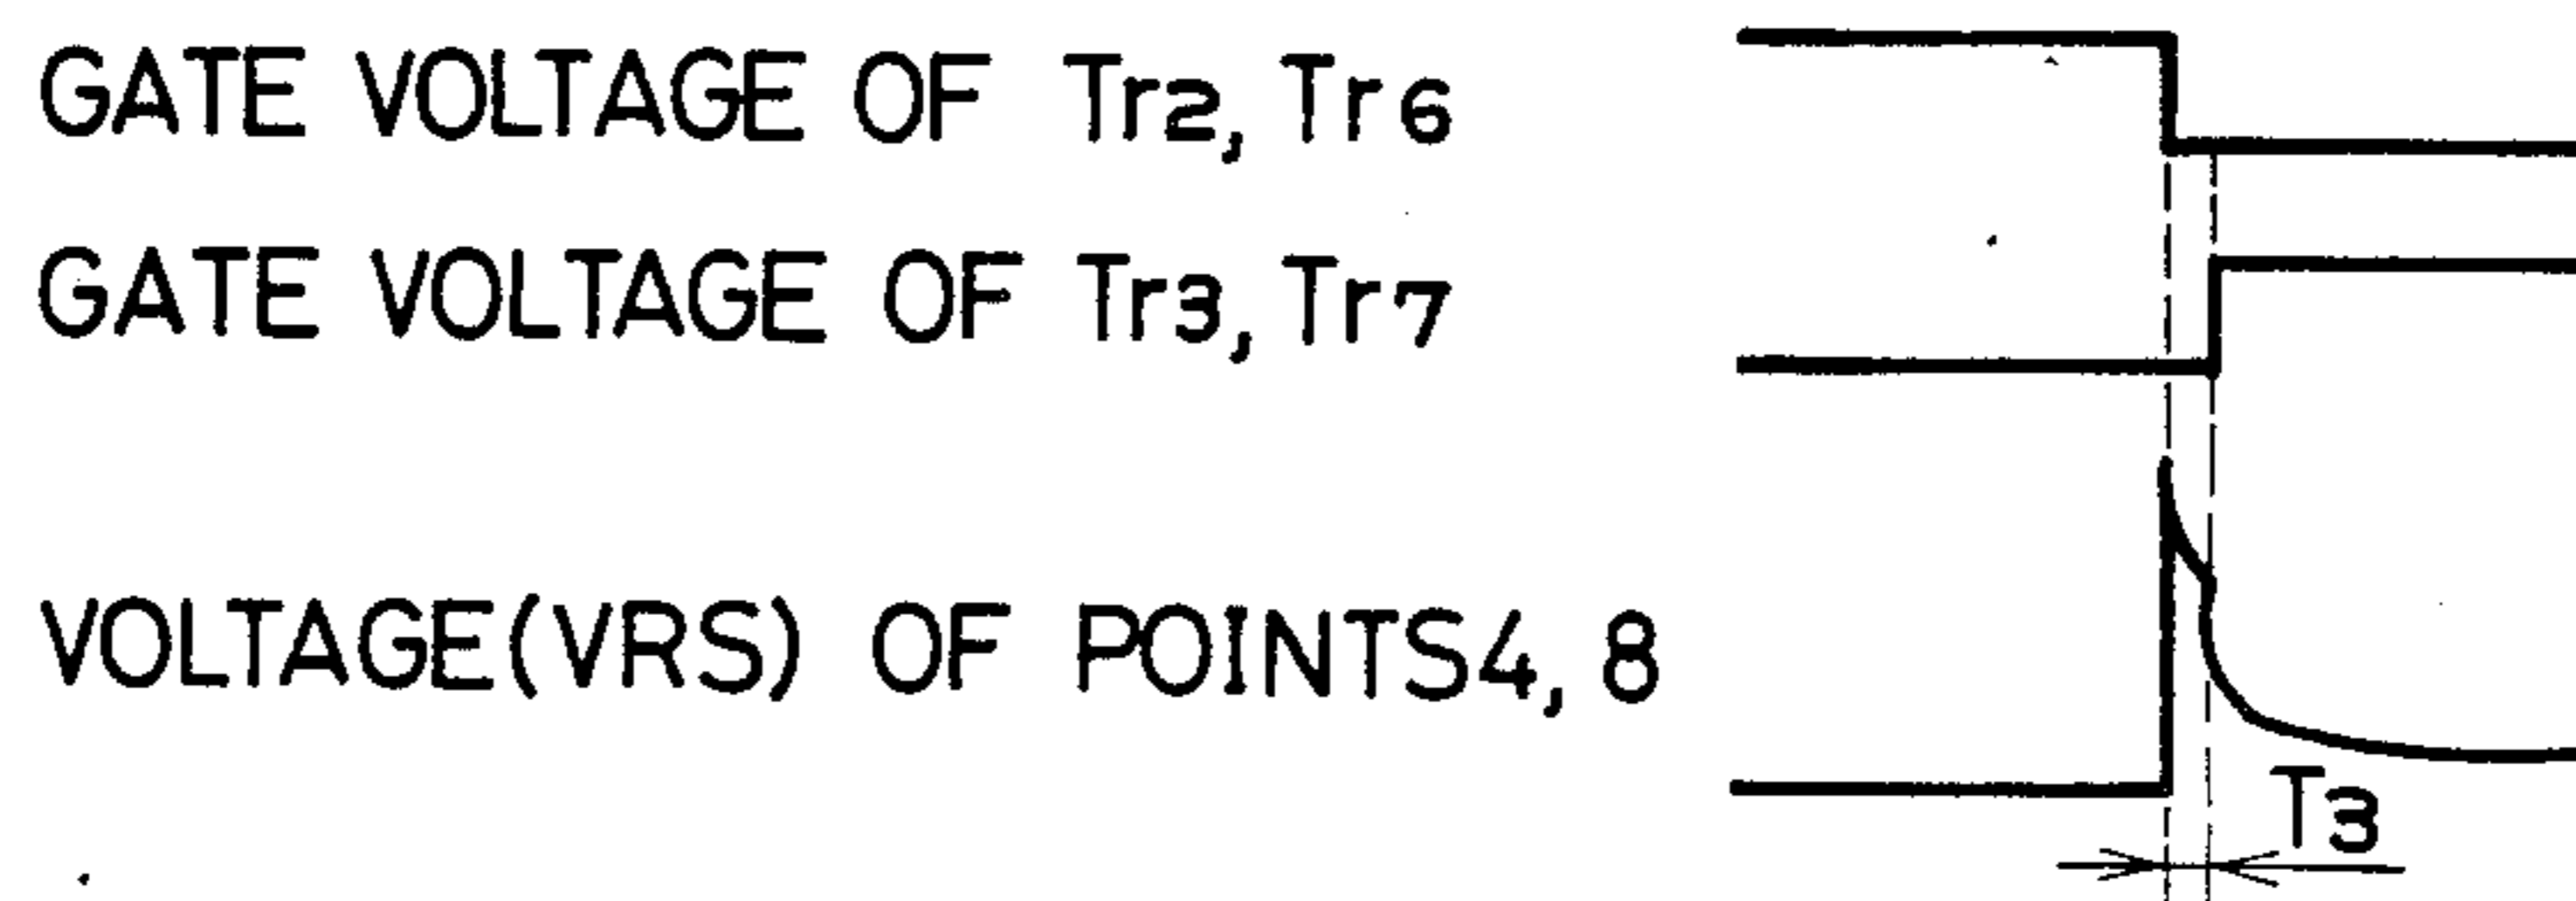 GATE VOLTAGE OF Tr2, Tr6
GATE VOLTAGE OF Tr3, Tr7
VOLTAGE(VRS) OF POINTS4, 8
T3